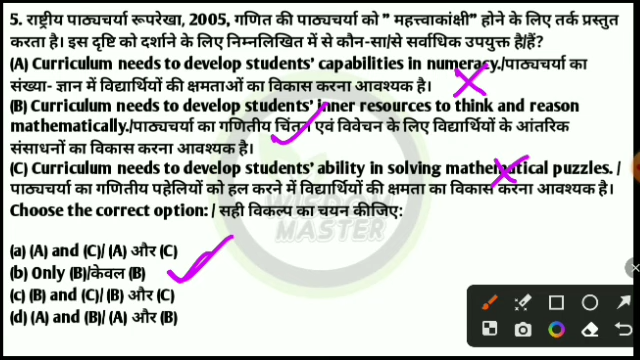 5. राष्ट्रीय पाठ्यचर्या रूपरेखा, 2005, गणित की पाठ्यचर्या को " महत्त्वाकांक्षी" होने के लिए तर्क प्रस्तुत
करता है। इस दृष्टि को दर्शाने के लिए निम्नलिखित में से कौन-सा/से सर्वाधिक उपयुक्त है/हैं?
(A) Curriculum needs to develop students' capabilities in numeracy./पाठ्यचर्या का
संख्या- ज्ञान में विद्यार्थियों की क्षमताओं का विकास करना आवश्यक है।
(B) Curriculum needs to develop students' inner resources to think and reason
mathematically./पाठ्यचर्या का गणितीय चिंतन एवं विवेचन के लिए विद्यार्थियों के आंतरिक
संसाधनों का विकास करना आवश्यक है।
(C) Curriculum needs to develop students' ability in solving mathematical puzzles. /
पाठ्यचर्या का गणितीय पहेलियों को हल करने में विद्यार्थियों की क्षमता का विकास करना आवश्यक है।
Choose the correct option: / सही विकल्प का चयन कीजिए:
WISDOM
MASTER
(a) (A) and (C)/ (A) और (C)
(b) Only (B)/केवल (B)
(c) (B) and (C)/ (B) और (C)
(d) (A) and (B)/ (A) और (B)